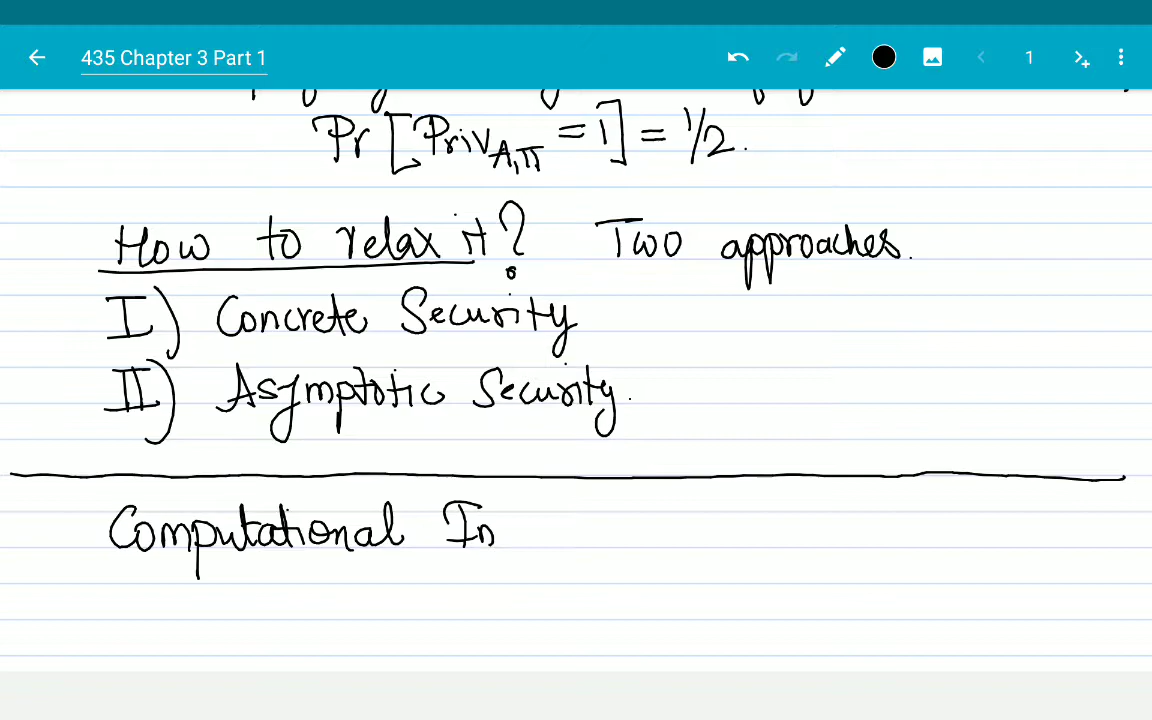 435 Chapter 3 Part 1
1
Pr [Priv A,Π = 1] = 1/2.
How to relax it? Two approaches.
I) Concrete Security
II) Asymptotic Security.
Computational In